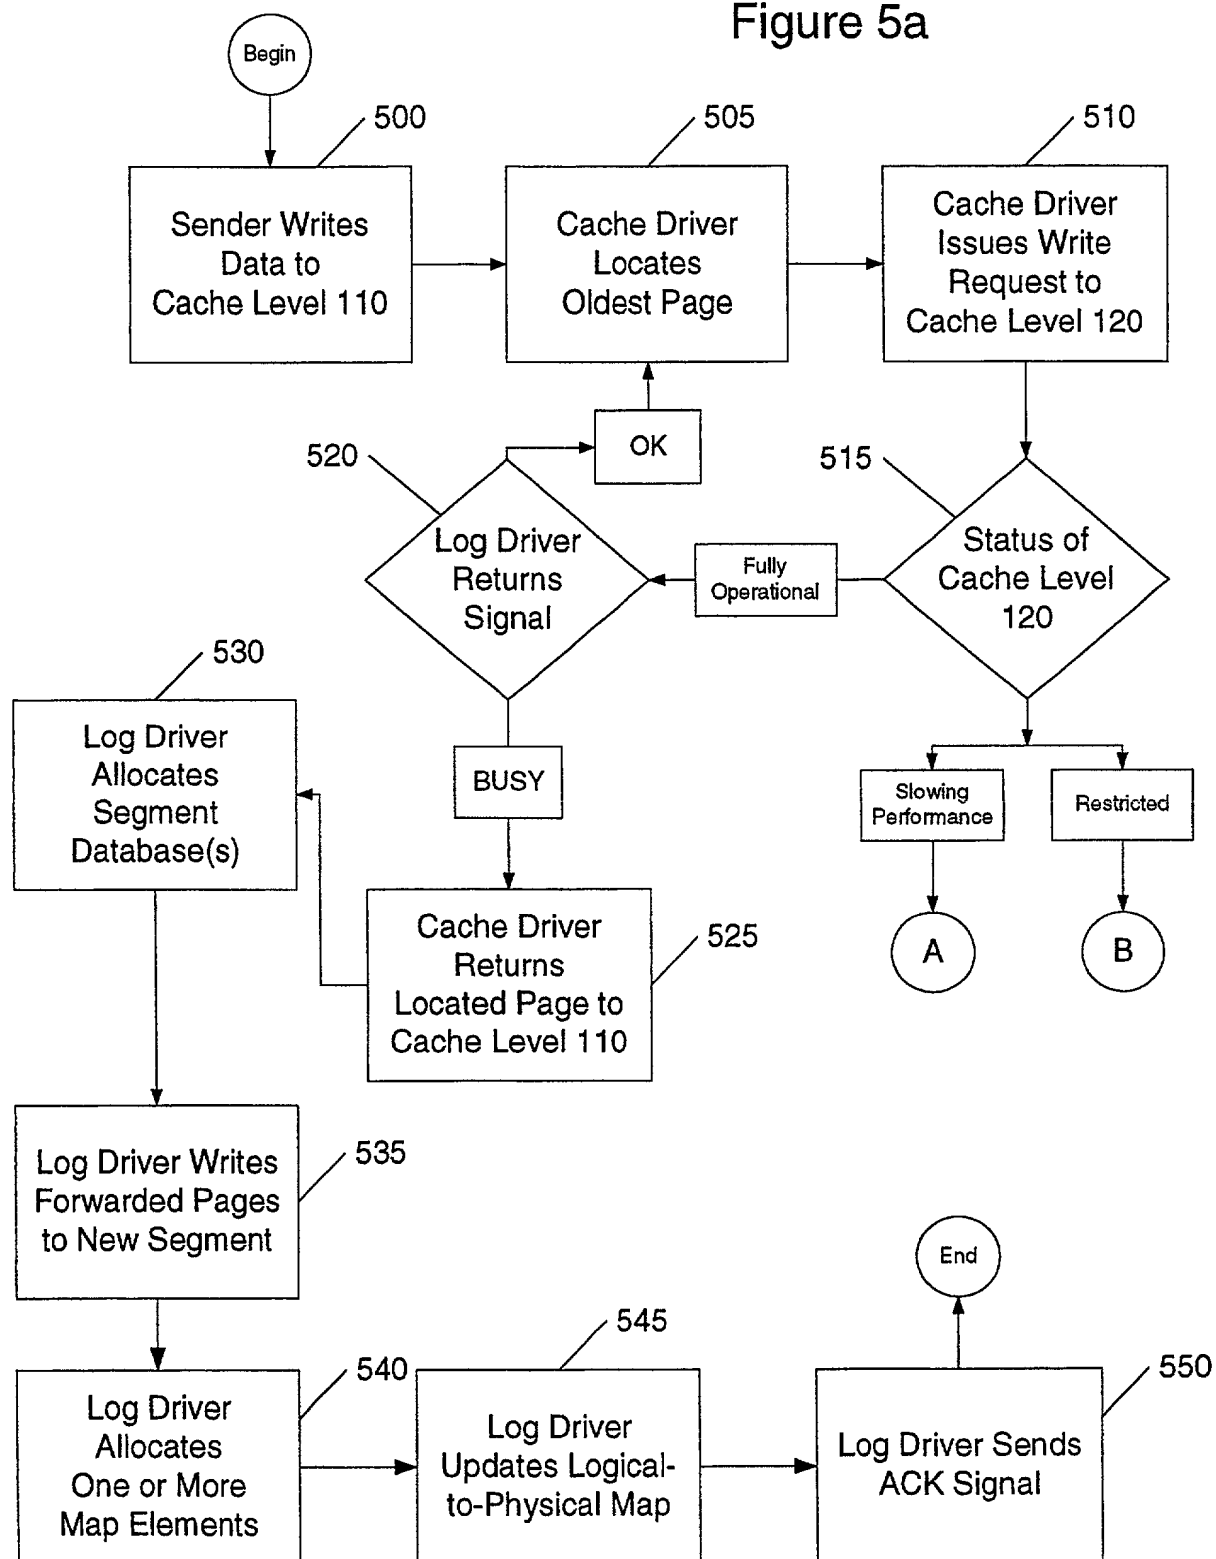 Figure 5a
Begin
500
505
510
Sender Writes
Data to
Cache Level 110
Cache Driver
Locates
Oldest Page
Cache Driver
Issues Write
Request to
Cache Level 120
OK
520
515
Log Driver
Returns
Signal
Fully
Operational
Status of
Cache Level
120
530
Log Driver
Allocates
Segment
Database(s)
BUSY
Slowing
Performance
Restricted
Cache Driver
Returns
Located Page to
Cache Level 110
525
A
B
Log Driver Writes
Forwarded Pages
to New Segment
535
End
545
540
550
Log Driver
Allocates
One or More
Map Elements
Log Driver
Updates Logical-
to-Physical Map
Log Driver Sends
ACK Signal